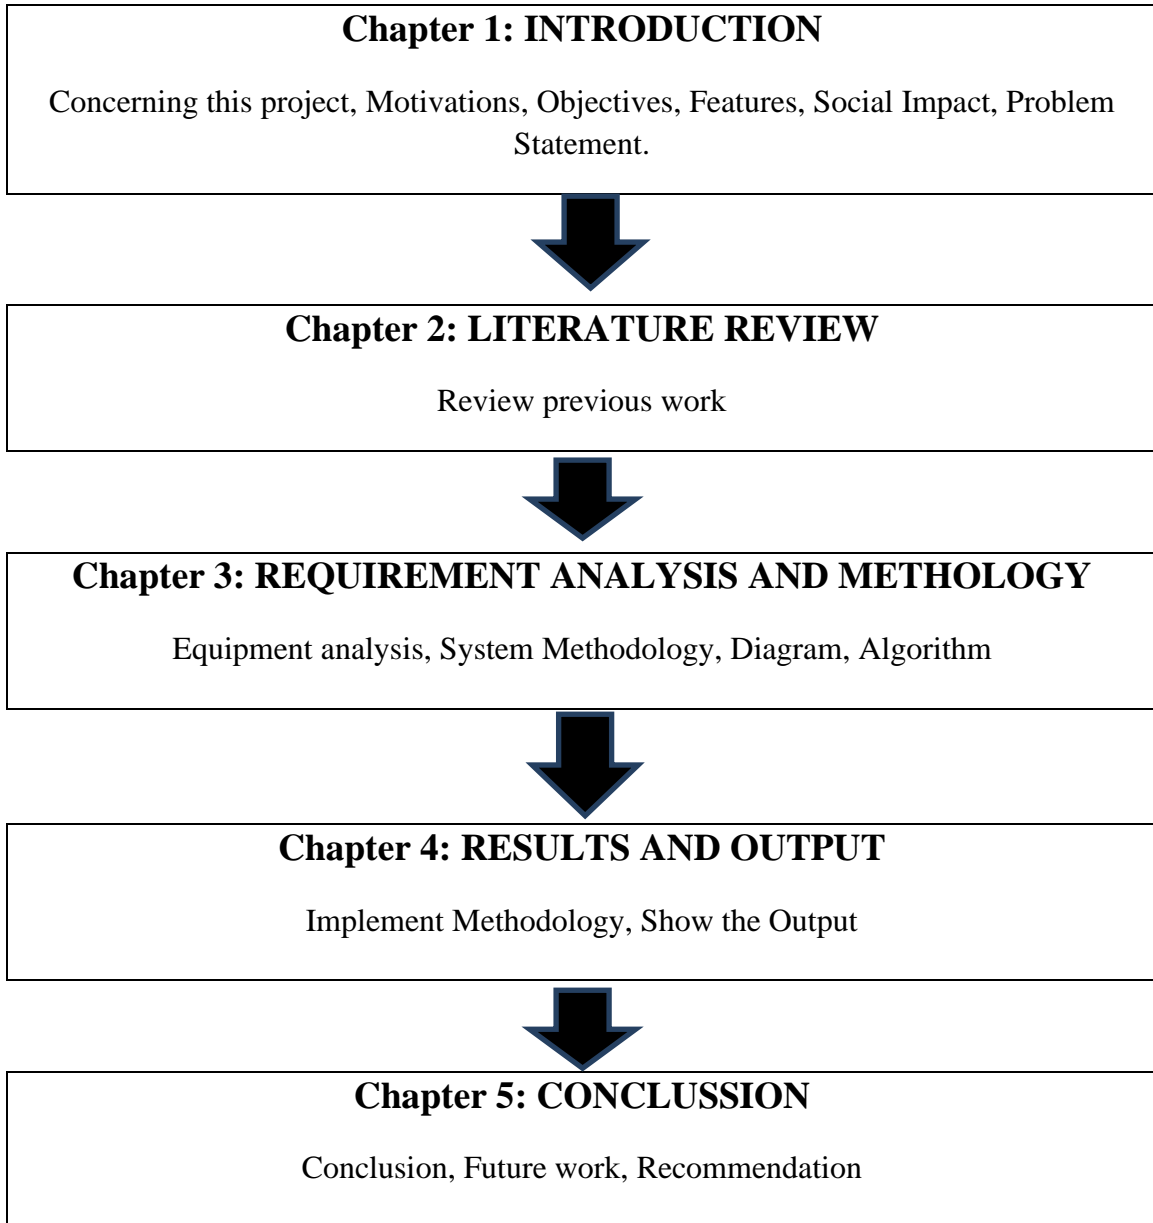 Chapter 1: INTRODUCTION
Concerning this project, Motivations, Objectives, Features, Social Impact, Problem
Statement.
Chapter 2: LITERATURE REVIEW
Review previous work
Chapter 3: REQUIREMENT ANALYSIS AND METHOLOGY
Equipment analysis, System Methodology, Diagram, Algorithm
Chapter 4: RESULTS AND OUTPUT
Implement Methodology, Show the Output
Chapter 5: CONCLUSSION
Conclusion, Future work, Recommendation